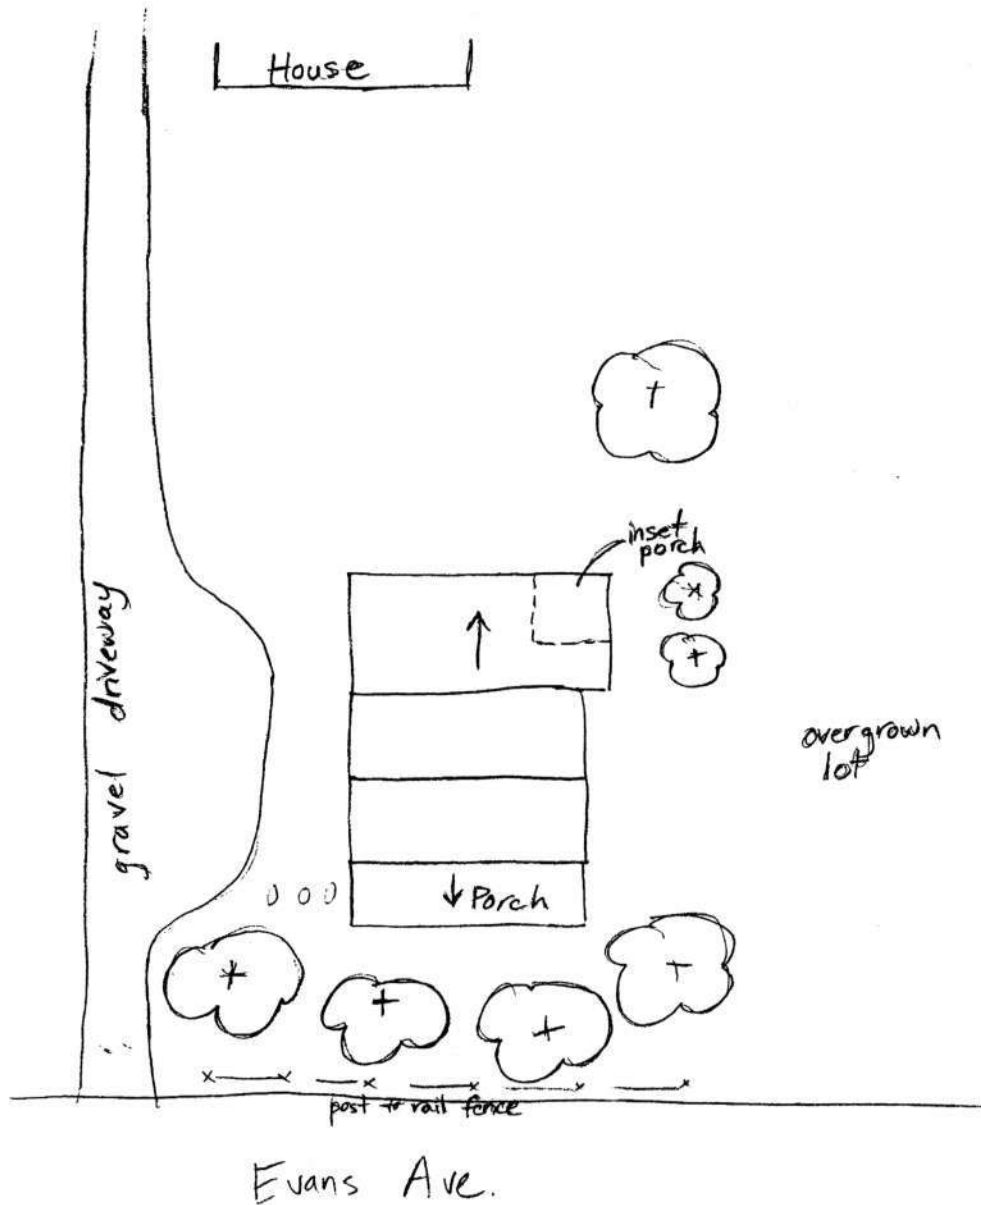 House
inset
porch
gravel driveway
overgrown
lot
Porch
post + rail fence
Evans Ave.